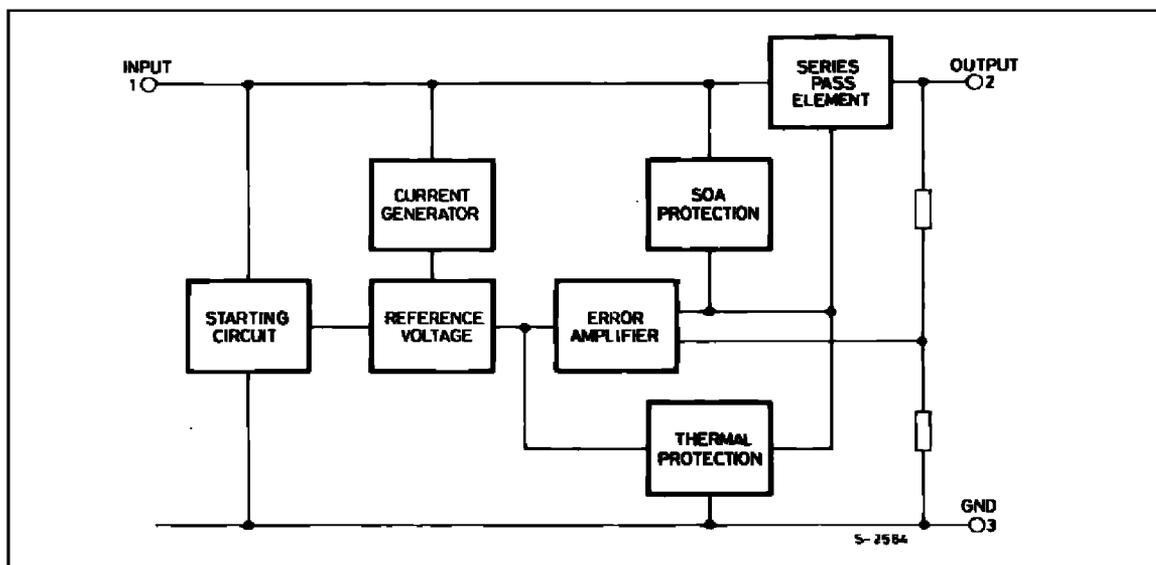 INPUT
1
SERIES
PASS
ELEMENT
OUTPUT
2
CURRENT
GENERATOR
SOA
PROTECTION
STARTING
CIRCUIT
REFERENCE
VOLTAGE
ERROR
AMPLIFIER
THERMAL
PROTECTION
GND
3
S-2584